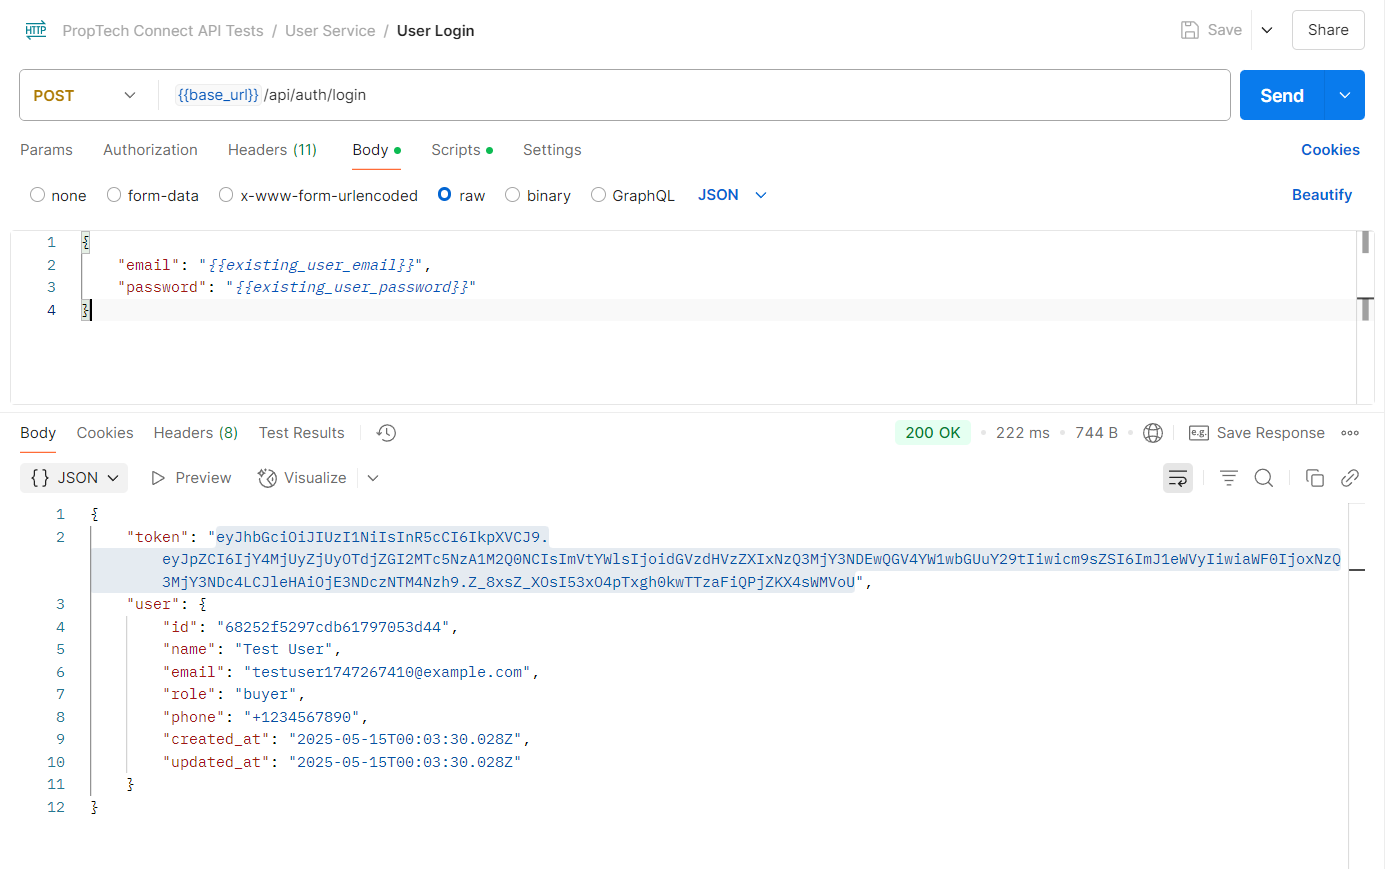 HTTP PropTech Connect API Tests / User Service / User Login Save Share
POST {{base_url}} /api/auth/login Send
Params Authorization Headers (11) Body Scripts Settings Cookies
none form-data x-www-form-urlencoded raw binary GraphQL JSON Beautify
1 {
2 "email": "{{existing_user_email}}",
3 "password": "{{existing_user_password}}"
4 }
Body Cookies Headers (8) Test Results 200 OK • 222 ms • 744 B • e.g. Save Response
{} JSON Preview Visualize
1 {
2 "token": "eyJhbGciOiJIUzI1NiIsInR5cCI6IkpXVCJ9.
eyJpZCI6IjY4MjUyZjUyOTdjZGI2MTc5NzA1M2Q0NCIsImVtYWlsIjoidGVzdHVzZXIxNzQ3MjY3NDEwQGV4YW1wbGUuY29tIiwicm9sZSI6ImJ1eWVyIiwiaWF0IjoxNzQ
3MjY3NDc4LCJleHAiOjE3NDczNTM4Nzh9.Z_8xsZ_XOsI53xO4pTxgh0kwTTzaFiQPjZKX4sWMVoU",
3 "user": {
4 "id": "68252f5297cdb61797053d44",
5 "name": "Test User",
6 "email": "testuser1747267410@example.com",
7 "role": "buyer",
8 "phone": "+1234567890",
9 "created_at": "2025-05-15T00:03:30.028Z",
10 "updated_at": "2025-05-15T00:03:30.028Z"
11 }
12 }